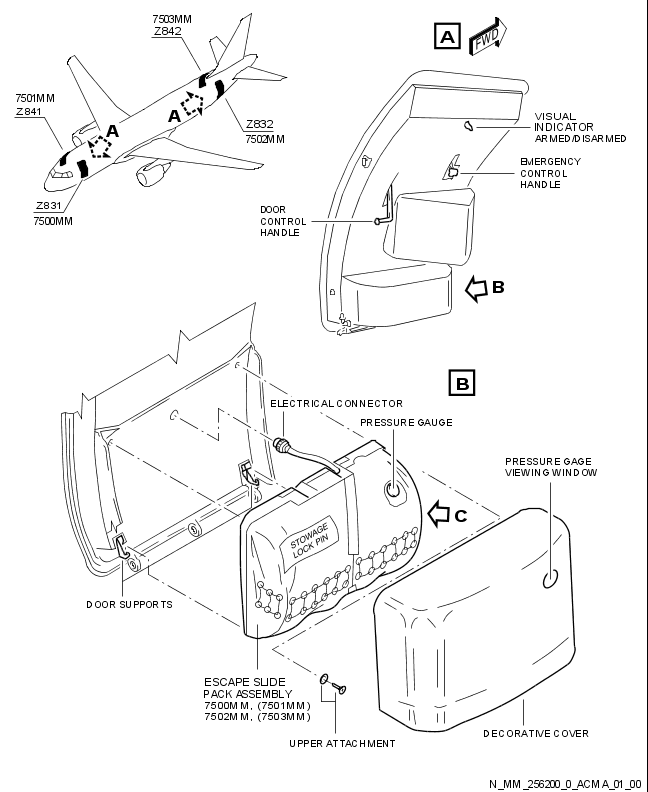 7503MM
Z842
A
FWD
7501MM
Z841
A
A
Z832
7502MM
Z831
7500MM
VISUAL
INDICATOR
ARMED/DISARMED
EMERGENCY
CONTROL
HANDLE
DOOR
CONTROL
HANDLE
B
B
ELECTRICAL CONNECTOR
PRESSURE GAUGE
PRESSURE GAGE
VIEWING WINDOW
C
STOWAGE
LOCK PIN
DOOR SUPPORTS
ESCAPE SLIDE
PACK ASSEMBLY
7500MM, (7501MM)
7502MM, (7503MM)
UPPER ATTACHMENT
DECORATIVE COVER
N_MM_256200_0_ACMA_01_00